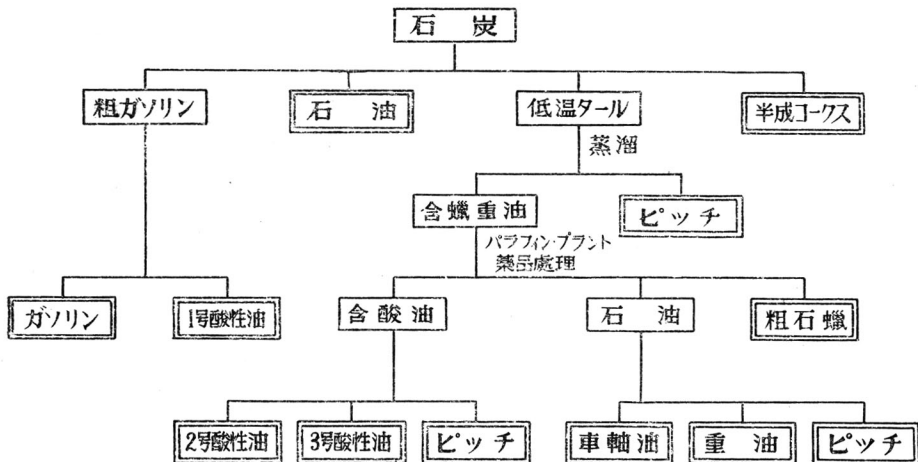 石炭
粗ガソリン
石油
低温タール
半成コークス
蒸溜
含蠟重油
ピッチ
パラフィン・プラント
薬品處理
ガソリン
1号酸性油
含酸油
石油
粗石蠟
2号酸性油
3号酸性油
ピッチ
車軸油
重油
ピッチ